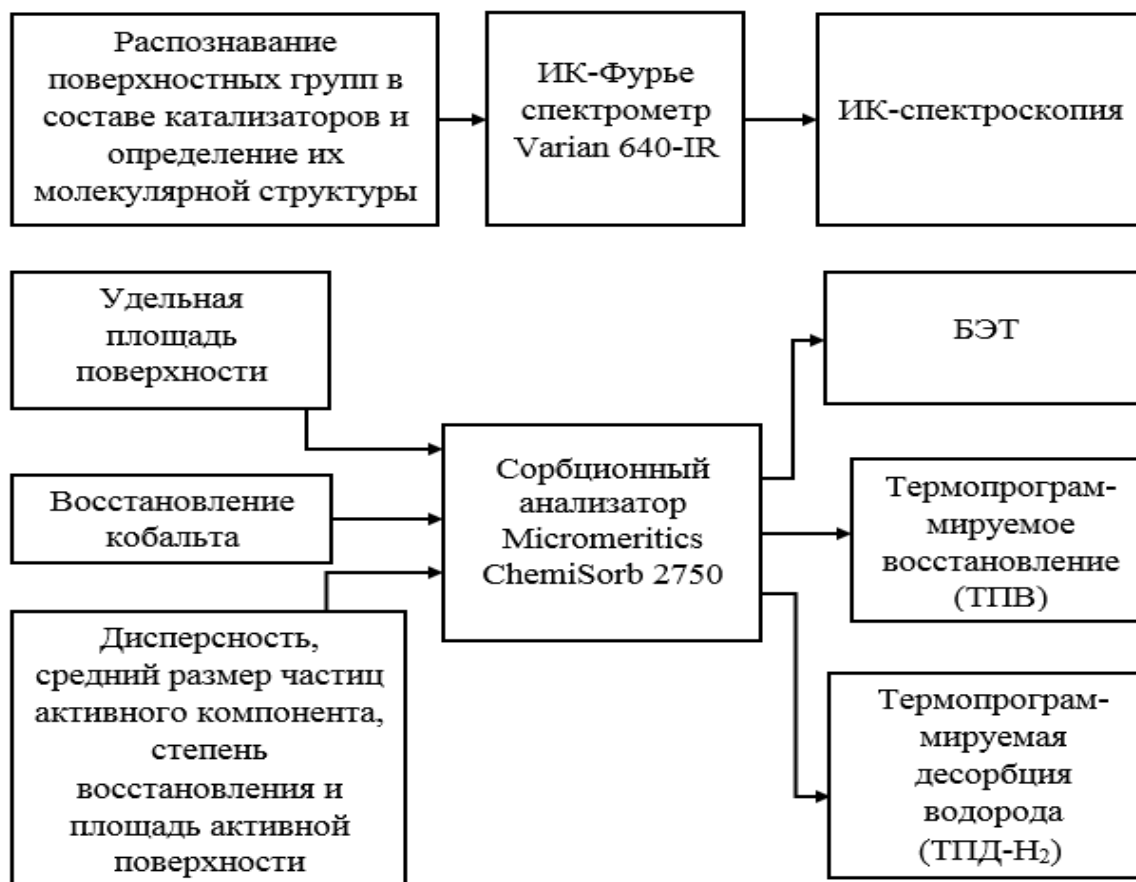 Распознавание
поверхностных групп в
составе катализаторов и
определение их
молекулярной структуры
ИК-Фурье
спектрометр
Varian 640-IR
ИК-спектроскопия
Удельная
площадь
поверхности
Восстановление
кобальта
Дисперсность,
средний размер частиц
активного компонента,
степень
восстановления и
площадь активной
поверхности
Сорбционный
анализатор
Micromeritics
ChemiSorb 2750
БЭТ
Термопрограм-
мируемое
восстановление
(ТПВ)
Термопрограм-
мируемая
десорбция
водорода
(ТПД-H₂)